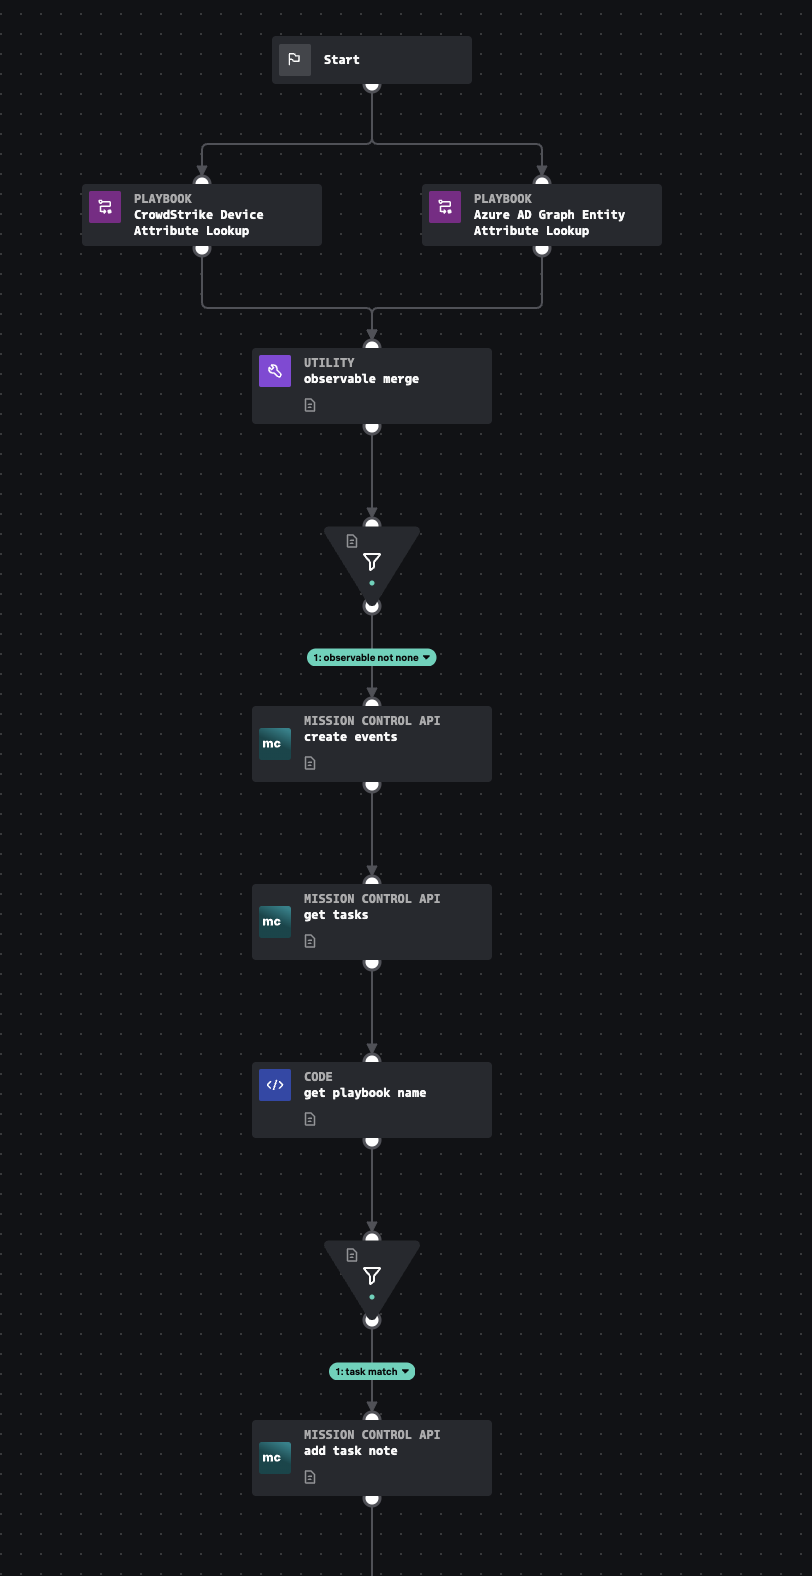 Start
PLAYBOOK
CrowdStrike Device
Attribute Lookup
PLAYBOOK
Azure AD Graph Entity
Attribute Lookup
UTILITY
observable merge
1: observable not none
MISSION CONTROL API
mc
create events
MISSION CONTROL API
mc
get tasks
CODE
</>
get playbook name
1: task match
MISSION CONTROL API
mc
add task note